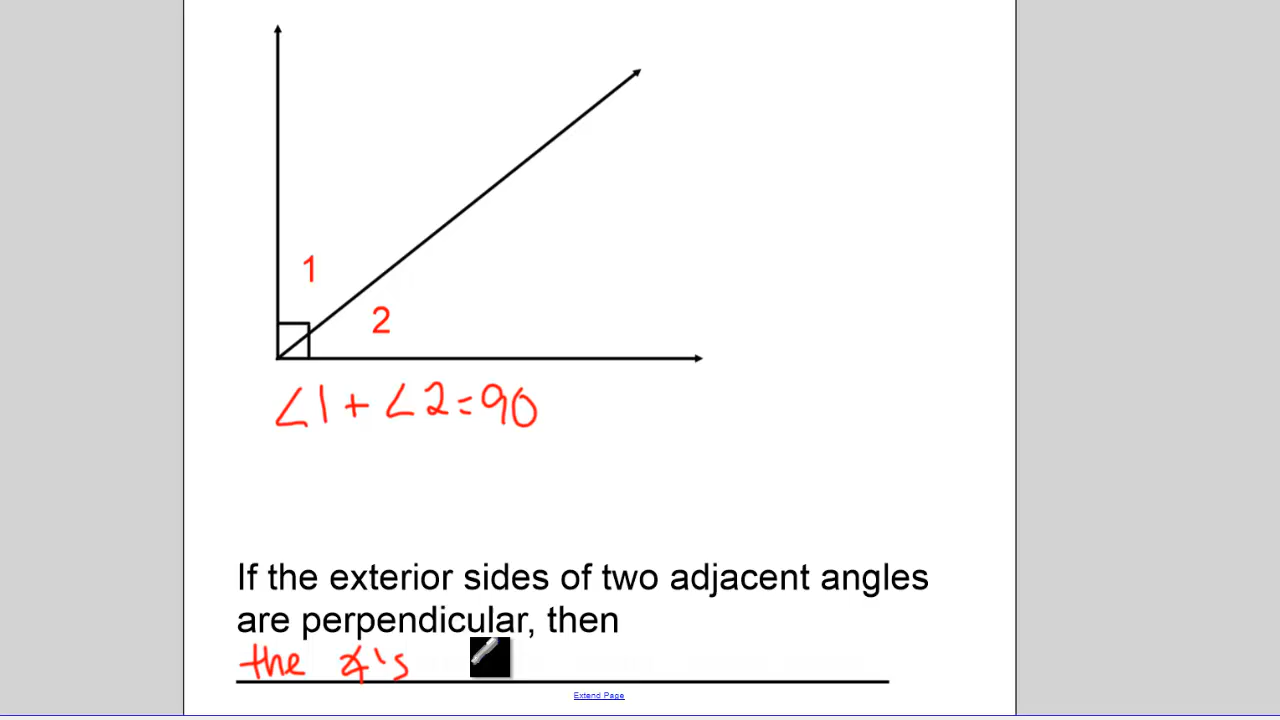 1
2
∠1 + ∠2 = 90
If the exterior sides of two adjacent angles
are perpendicular, then
the ∡'s
Extend Page